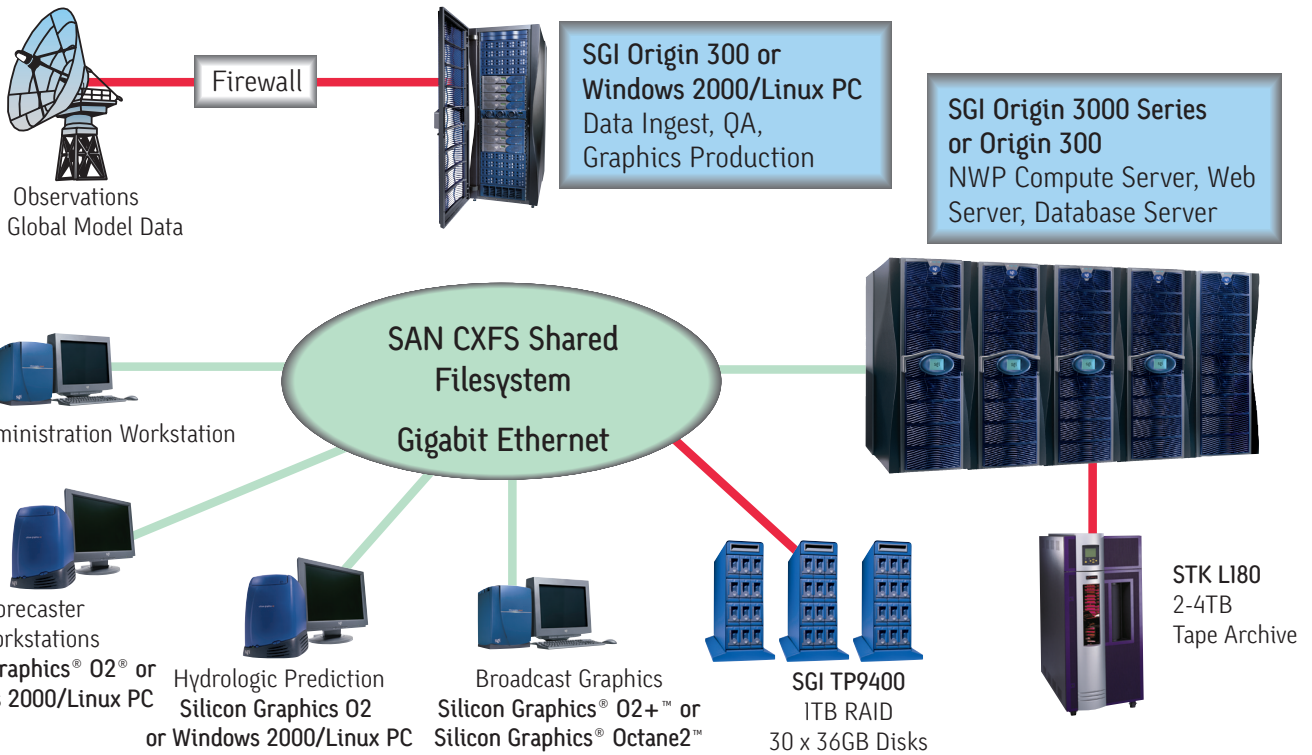 Firewall
SGI Origin 300 or
Windows 2000/Linux PC
Data Ingest, QA,
Graphics Production
SGI Origin 3000 Series
or Origin 300
NWP Compute Server, Web
Server, Database Server
Observations
Global Model Data
SAN CXFS Shared
Filesystem
Gigabit Ethernet
ministration Workstation
orecaster
orkstations
raphics® O2® or
s 2000/Linux PC
Hydrologic Prediction
Silicon Graphics O2
or Windows 2000/Linux PC
Broadcast Graphics
Silicon Graphics® O2+™ or
Silicon Graphics® Octane2™
SGI TP9400
1TB RAID
30 x 36GB Disks
STK L180
2-4TB
Tape Archive